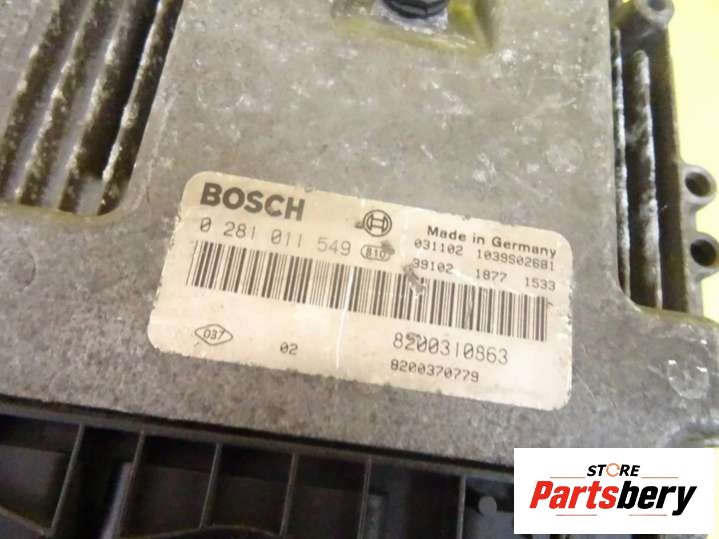 BOSCH
Made in Germany
0 281 011 549 810
031102 1039S02681
39102 1877 1533
037
02
8200310863
8200370779
STORE
Partsbery